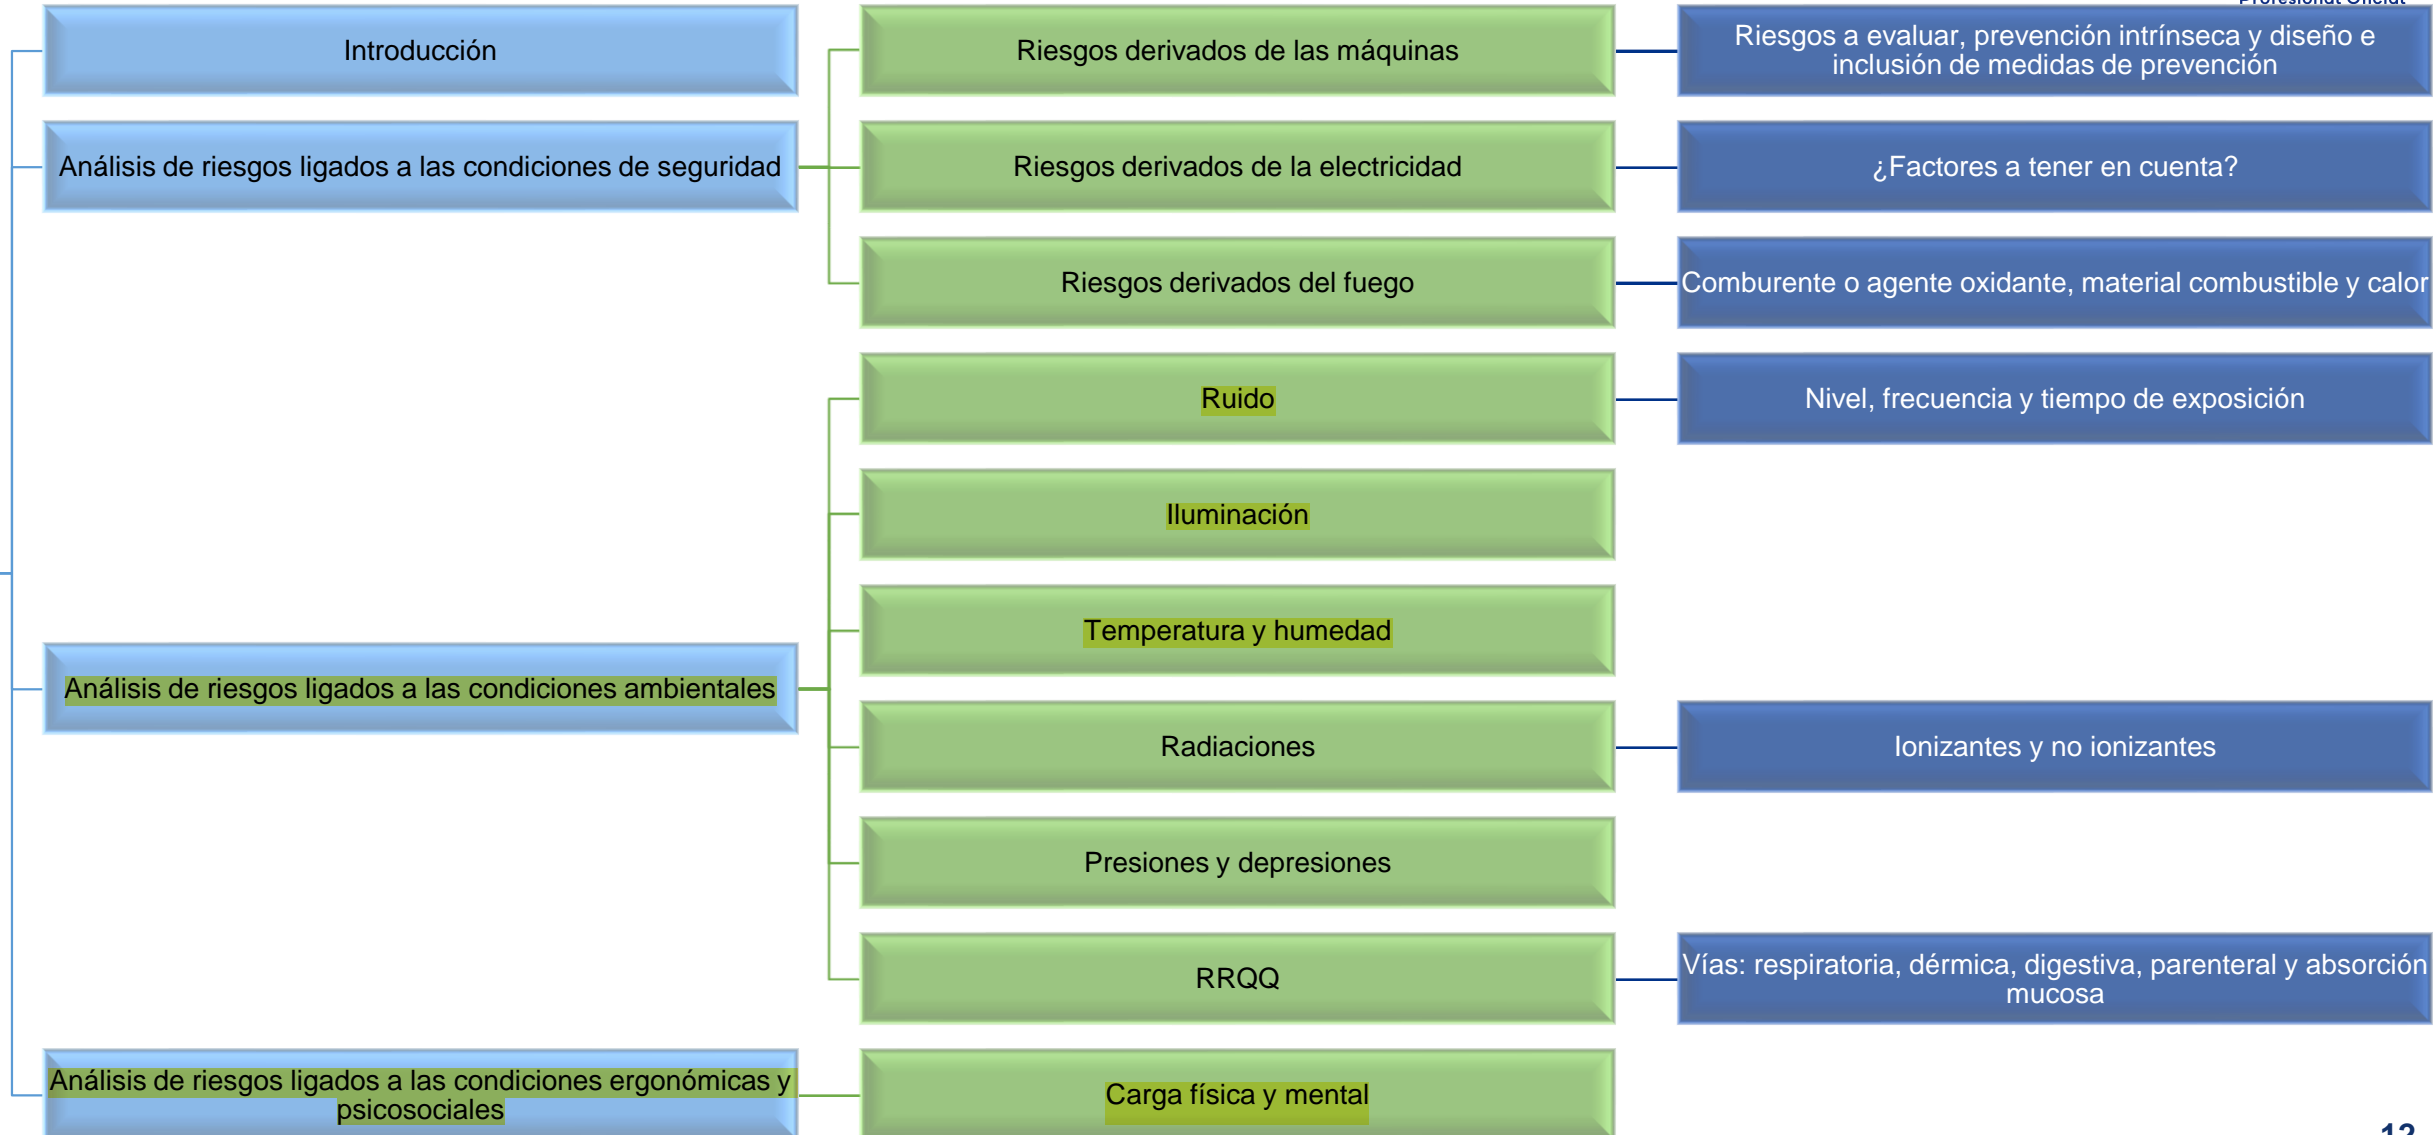 Profesional Oficial
Introducción
Riesgos derivados de las máquinas
Riesgos a evaluar, prevención intrínseca y diseño e
inclusión de medidas de prevención
Análisis de riesgos ligados a las condiciones de seguridad
Riesgos derivados de la electricidad
¿Factores a tener en cuenta?
Riesgos derivados del fuego
Comburente o agente oxidante, material combustible y calor
Ruido
Nivel, frecuencia y tiempo de exposición
Iluminación
Temperatura y humedad
Análisis de riesgos ligados a las condiciones ambientales
Radiaciones
Ionizantes y no ionizantes
Presiones y depresiones
RRQQ
Vías: respiratoria, dérmica, digestiva, parenteral y absorción
mucosa
Análisis de riesgos ligados a las condiciones ergonómicas y
psicosociales
Carga física y mental
12